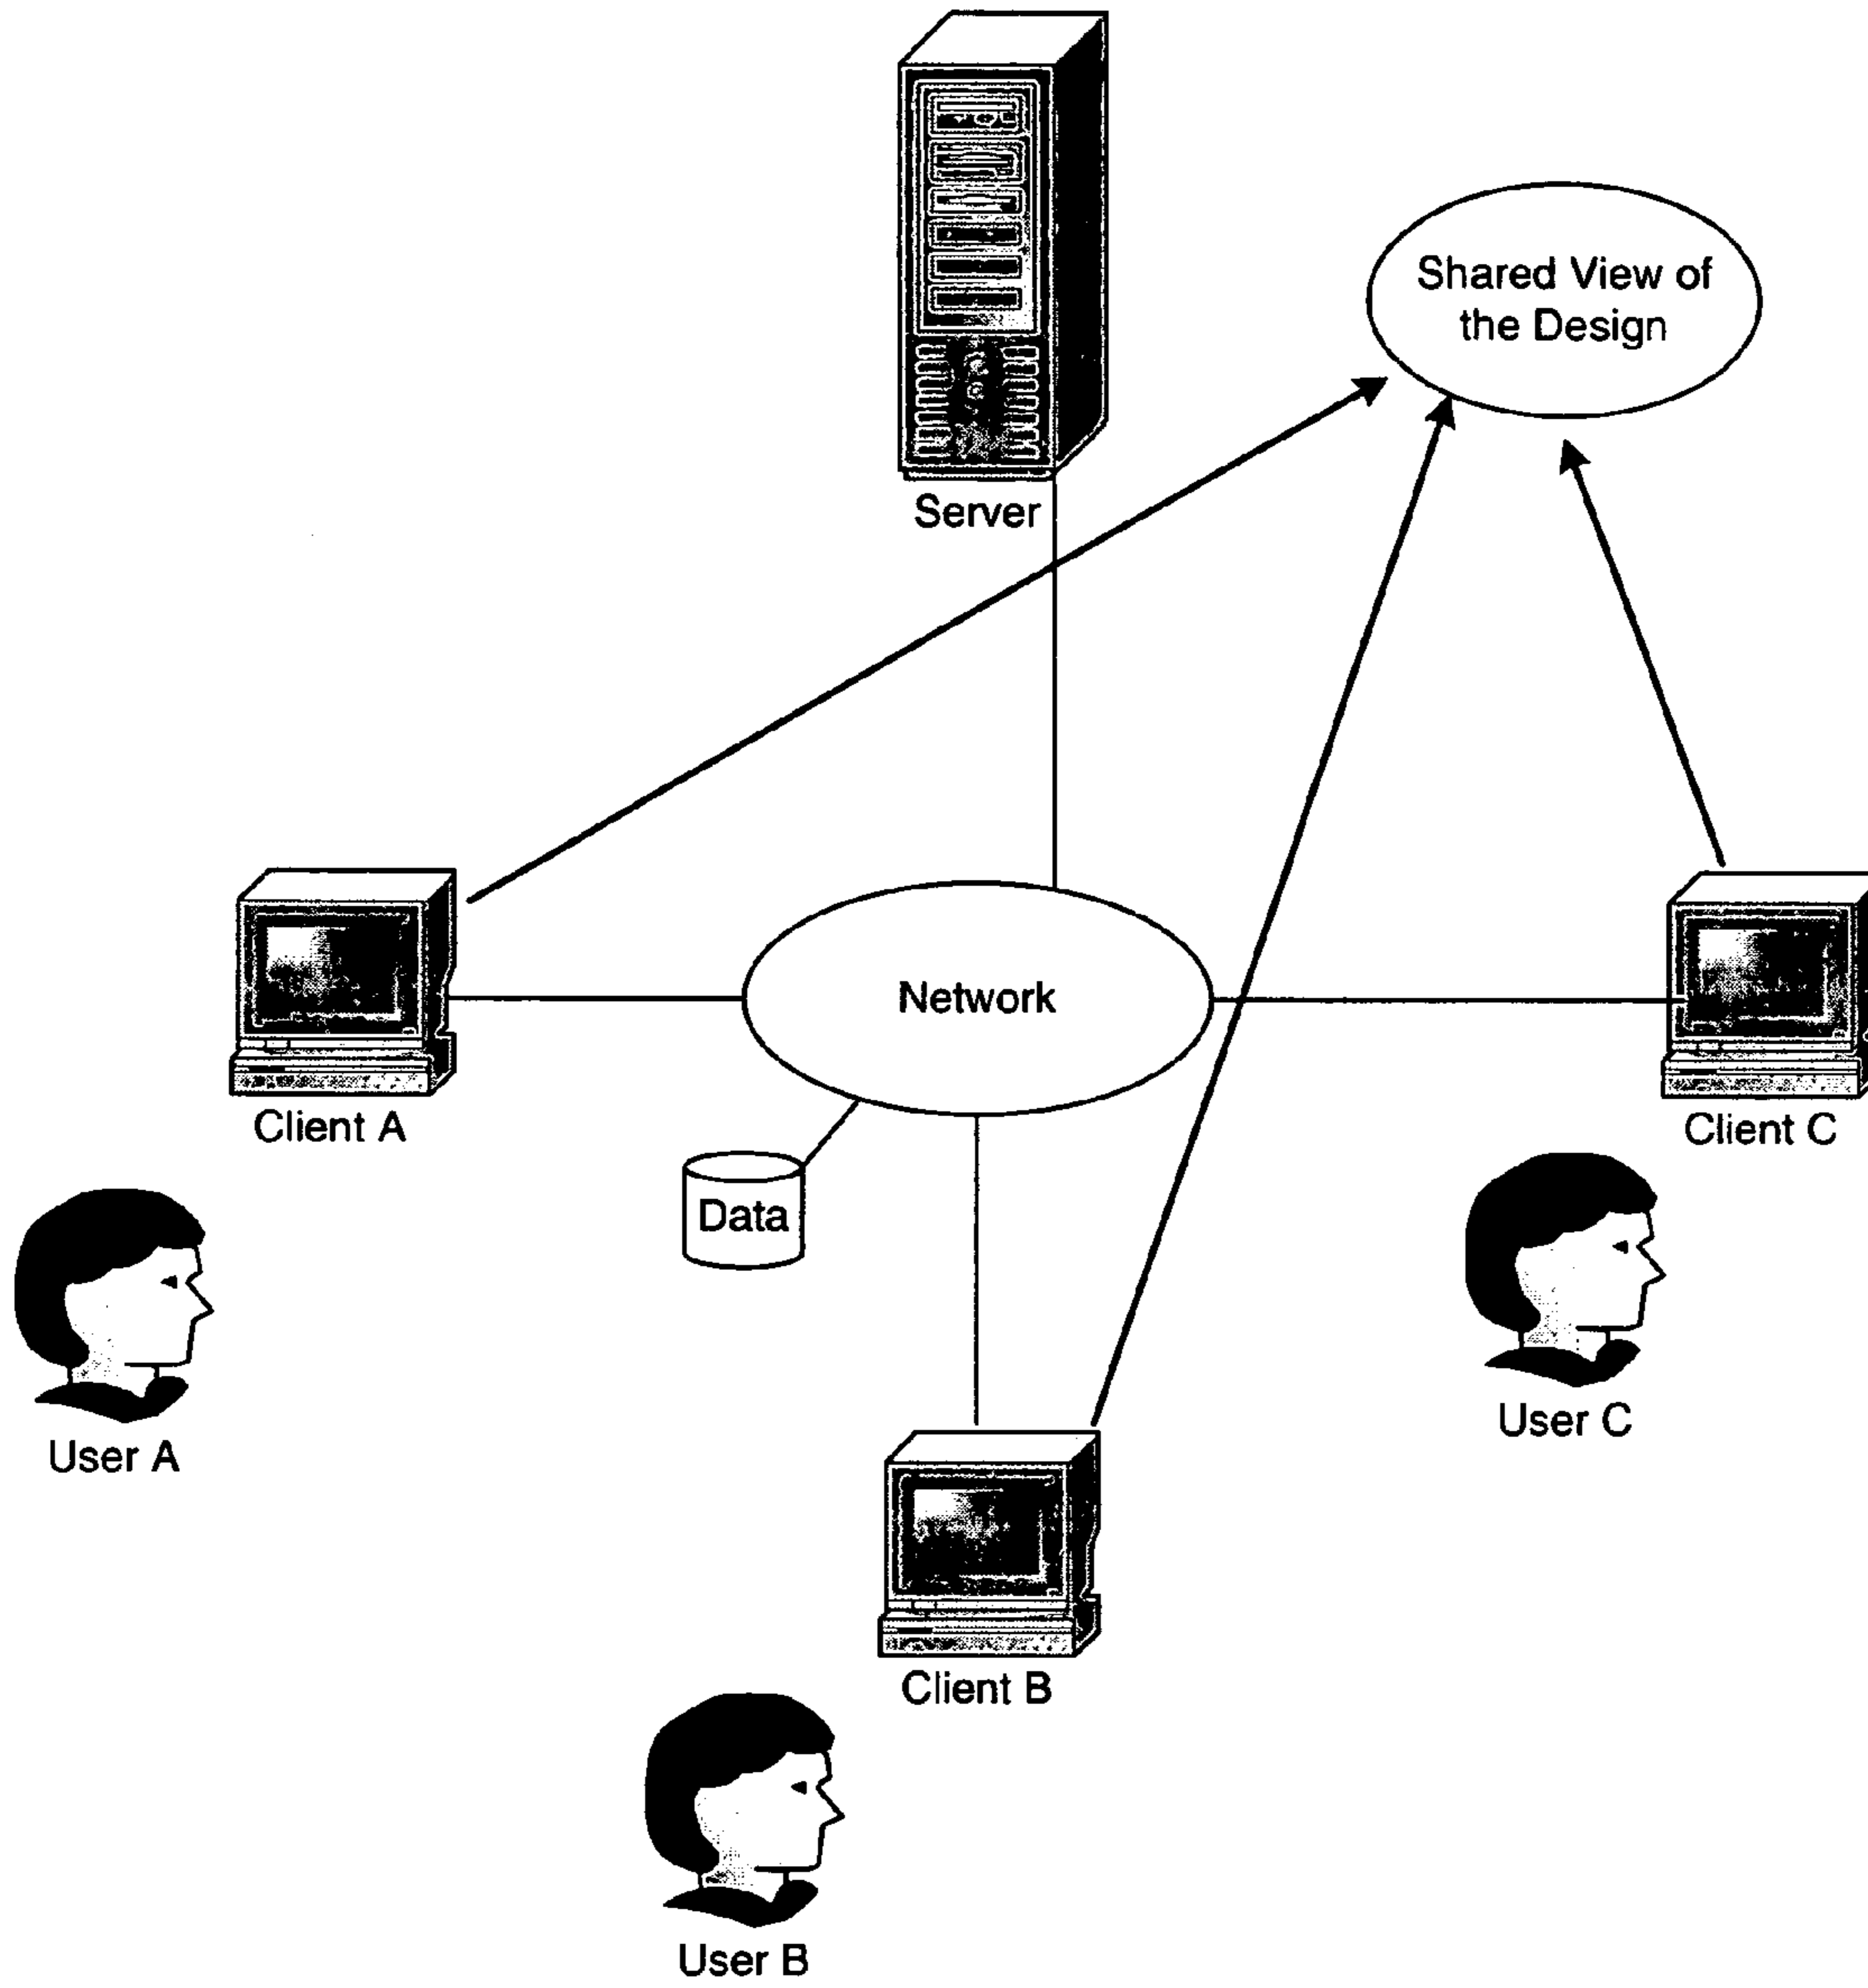 Shared View of
the Design
Server
Network
Client A
Client C
Data
User A
User C
Client B
User B